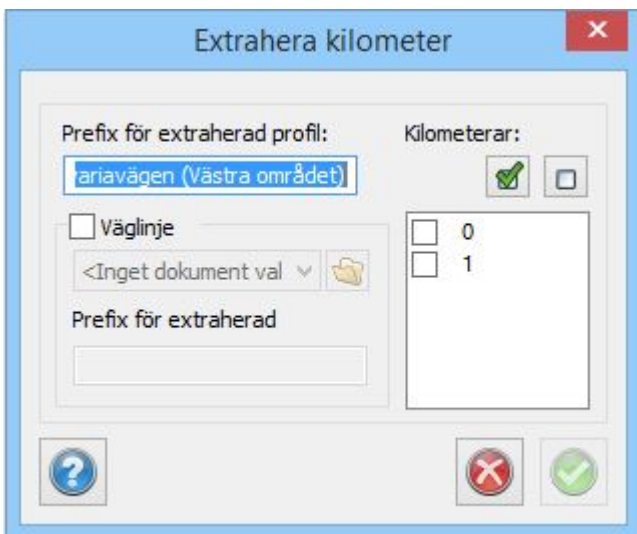 Extrahera kilometer
Prefix för extraherad profil:
Kilometerar:
ariavägen (Västra området)
Väglinje
0
1
<Inget dokument val
Prefix för extraherad